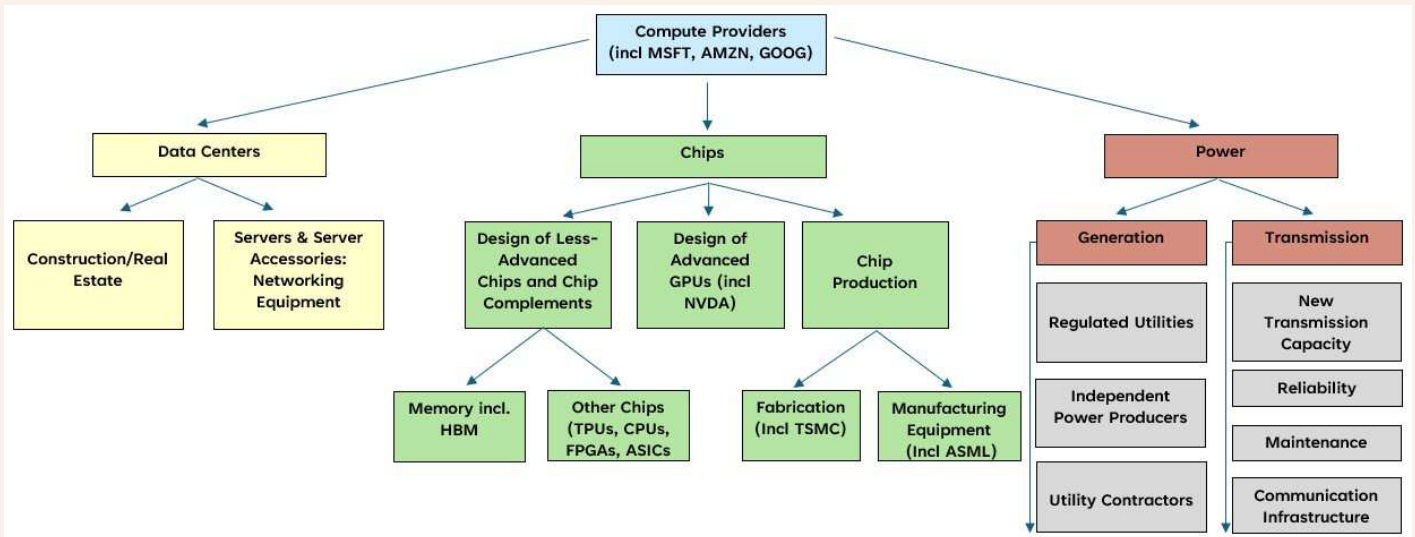 Compute Providers
(incl MSFT, AMZN, GOOG)
Data Centers
Chips
Power
Construction/Real
Estate
Servers & Server
Accessories:
Networking
Equipment
Design of Less-
Advanced
Chips and Chip
Complements
Design of
Advanced
GPUs (incl
NVDA)
Chip
Production
Generation
Transmission
Memory incl.
HBM
Other Chips
(TPUs, CPUs,
FPGAs, ASICs
Fabrication
(Incl TSMC)
Manufacturing
Equipment
(Incl ASML)
Regulated Utilities
Independent
Power Producers
Utility Contractors
New
Transmission
Capacity
Reliability
Maintenance
Communication
Infrastructure